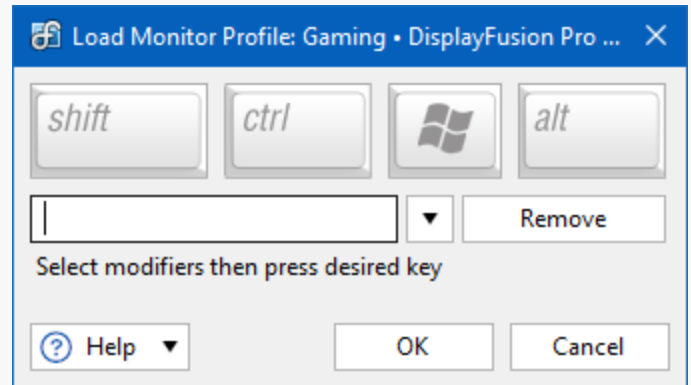 Load Monitor Profile: Gaming • DisplayFusion Pro ...
shift ctrl alt
Remove
Select modifiers then press desired key
Help OK Cancel